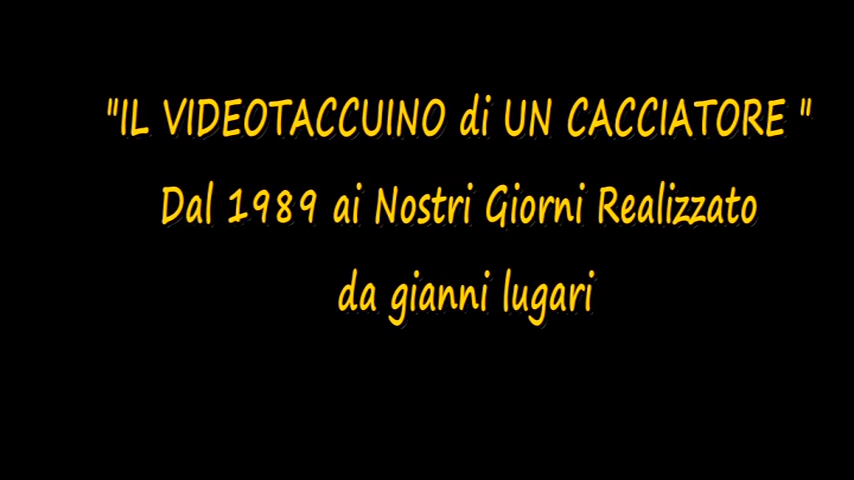 "IL VIDEOTACCUINO di UN CACCIATORE "
Dal 1989 ai Nostri Giorni Realizzato
da gianni lugari